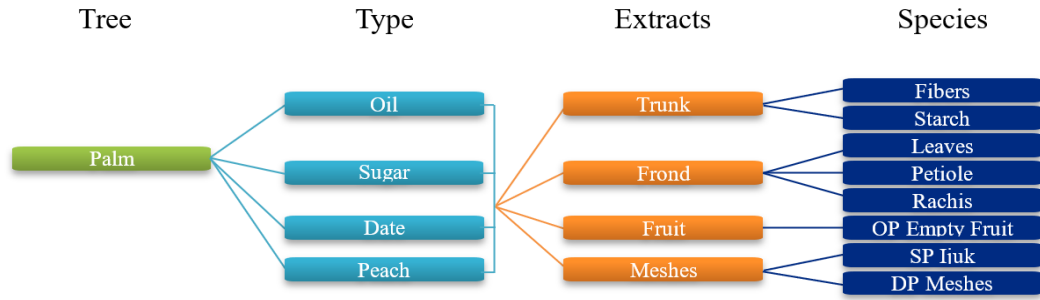 Tree
Type
Extracts
Species
Palm
Oil
Sugar
Date
Peach
Trunk
Frond
Fruit
Meshes
Fibers
Starch
Leaves
Petiole
Rachis
OP Empty Fruit
SP Ijuk
DP Meshes